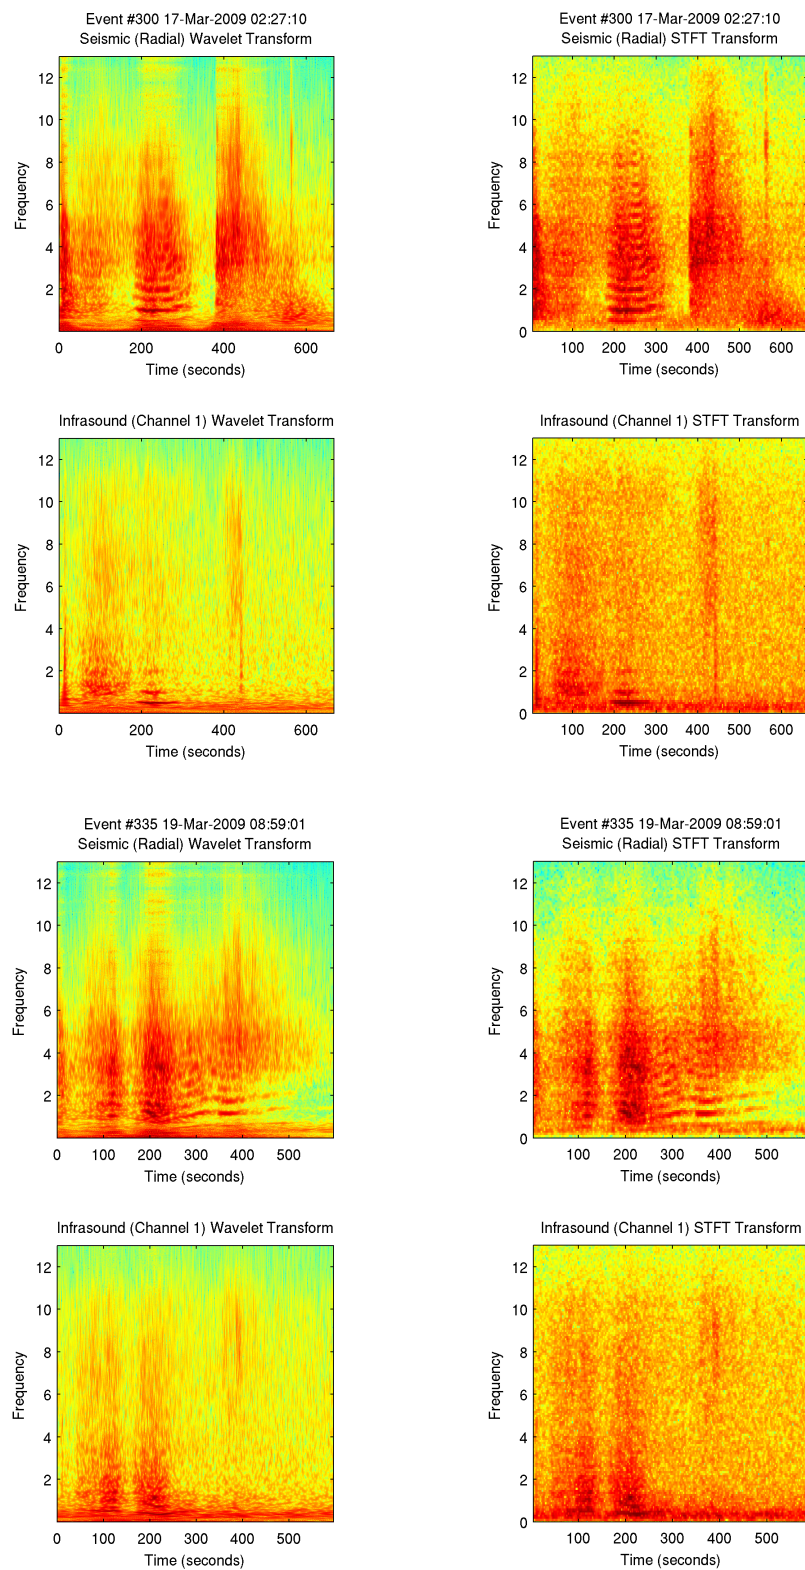 Event #300 17-Mar-2009 02:27:10
Seismic (Radial) Wavelet Transform
12
10
8
6
4
2
Frequency
0 200 400 600
Time (seconds)
Event #300 17-Mar-2009 02:27:10
Seismic (Radial) STFT Transform
12
10
8
6
4
2
0
Frequency
100 200 300 400 500 600
Time (seconds)
Infrasound (Channel 1) Wavelet Transform
12
10
8
6
4
2
Frequency
0 200 400 600
Time (seconds)
Infrasound (Channel 1) STFT Transform
12
10
8
6
4
2
0
Frequency
100 200 300 400 500 600
Time (seconds)
Event #335 19-Mar-2009 08:59:01
Seismic (Radial) Wavelet Transform
12
10
8
6
4
2
Frequency
0 100 200 300 400 500
Time (seconds)
Event #335 19-Mar-2009 08:59:01
Seismic (Radial) STFT Transform
12
10
8
6
4
2
0
Frequency
100 200 300 400 500
Time (seconds)
Infrasound (Channel 1) Wavelet Transform
12
10
8
6
4
2
Frequency
0 100 200 300 400 500
Time (seconds)
Infrasound (Channel 1) STFT Transform
12
10
8
6
4
2
0
Frequency
100 200 300 400 500
Time (seconds)